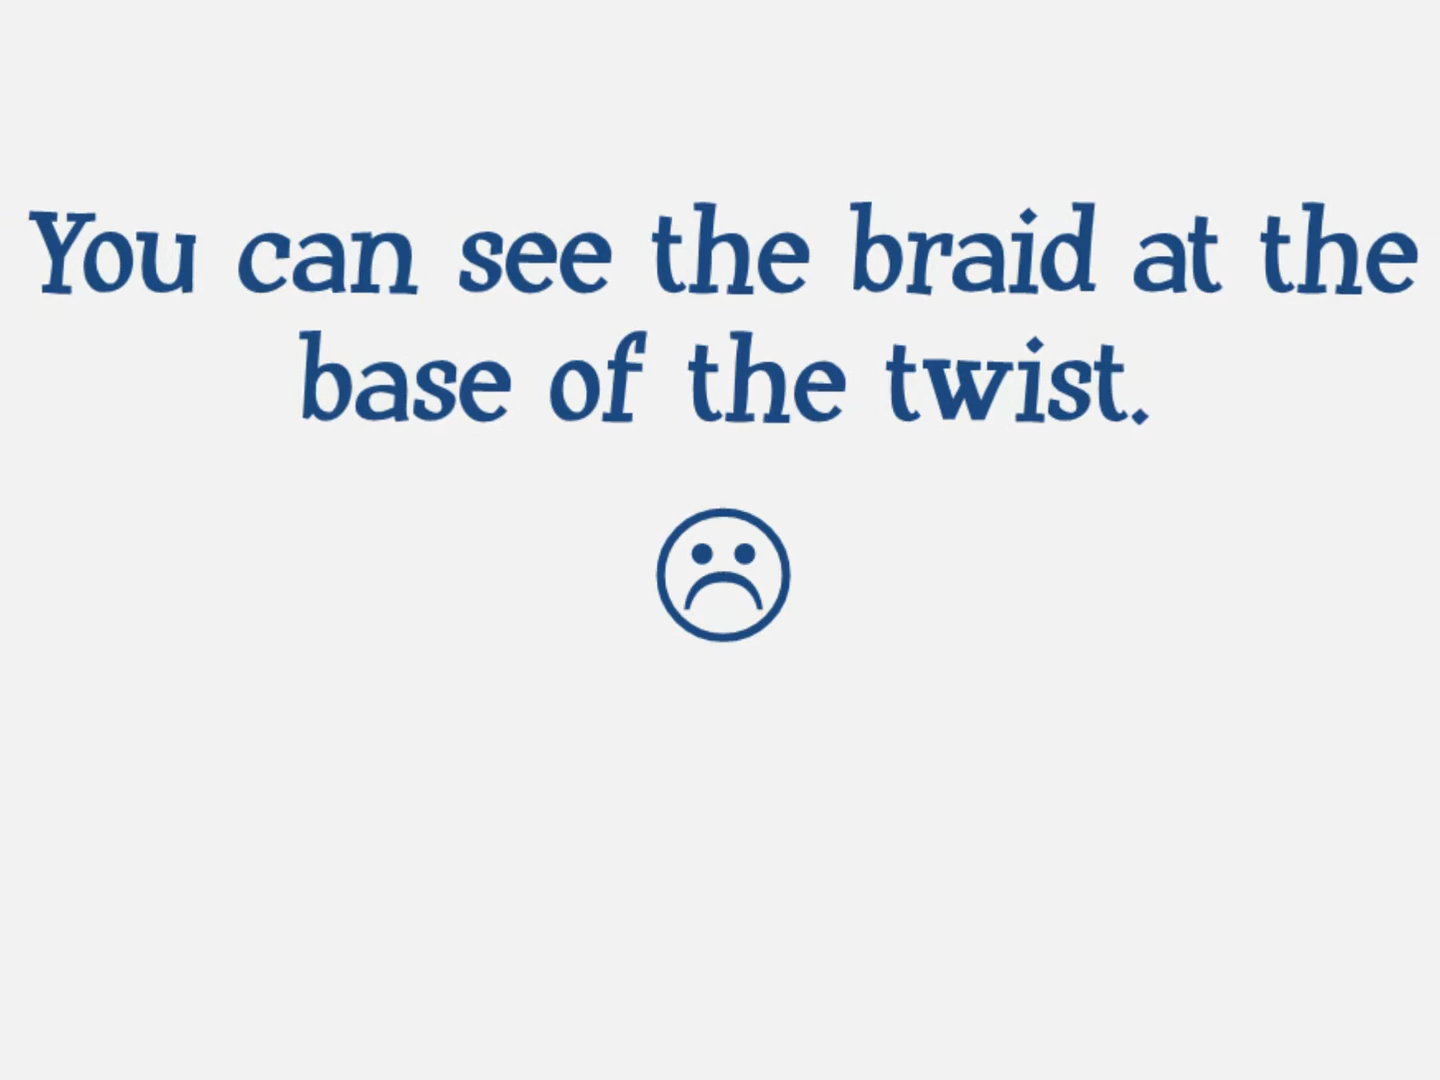 You can see the braid at the
base of the twist.
☹